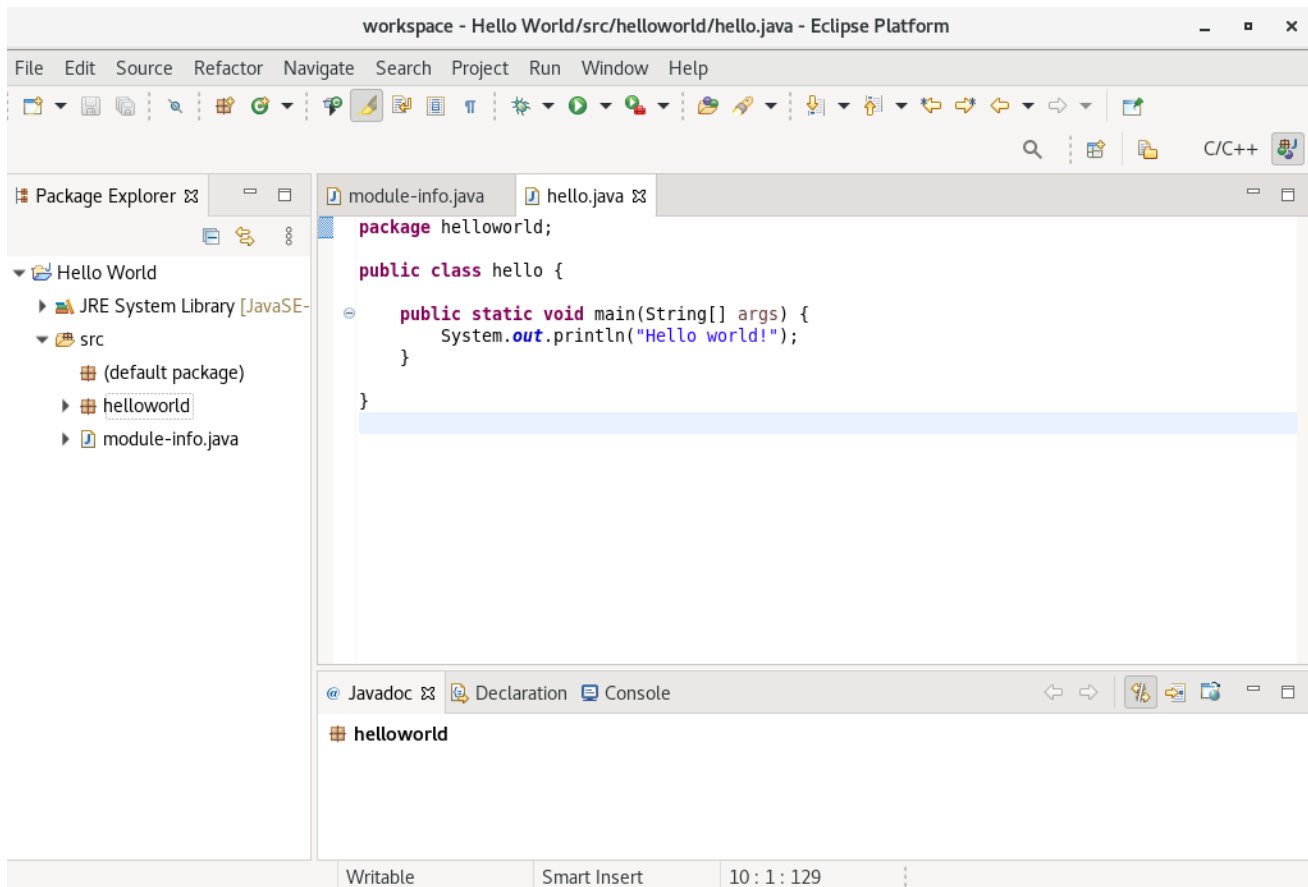 workspace - Hello World/src/helloworld/hello.java - Eclipse Platform
File Edit Source Refactor Navigate Search Project Run Window Help
C/C++
Package Explorer
Hello World
JRE System Library [JavaSE-
src
(default package)
helloworld
module-info.java
module-info.java hello.java
package helloworld;
public class hello {
public static void main(String[] args) {
System.out.println("Hello world!");
}
}
@ Javadoc Declaration Console
helloworld
Writable Smart Insert 10 : 1 : 129